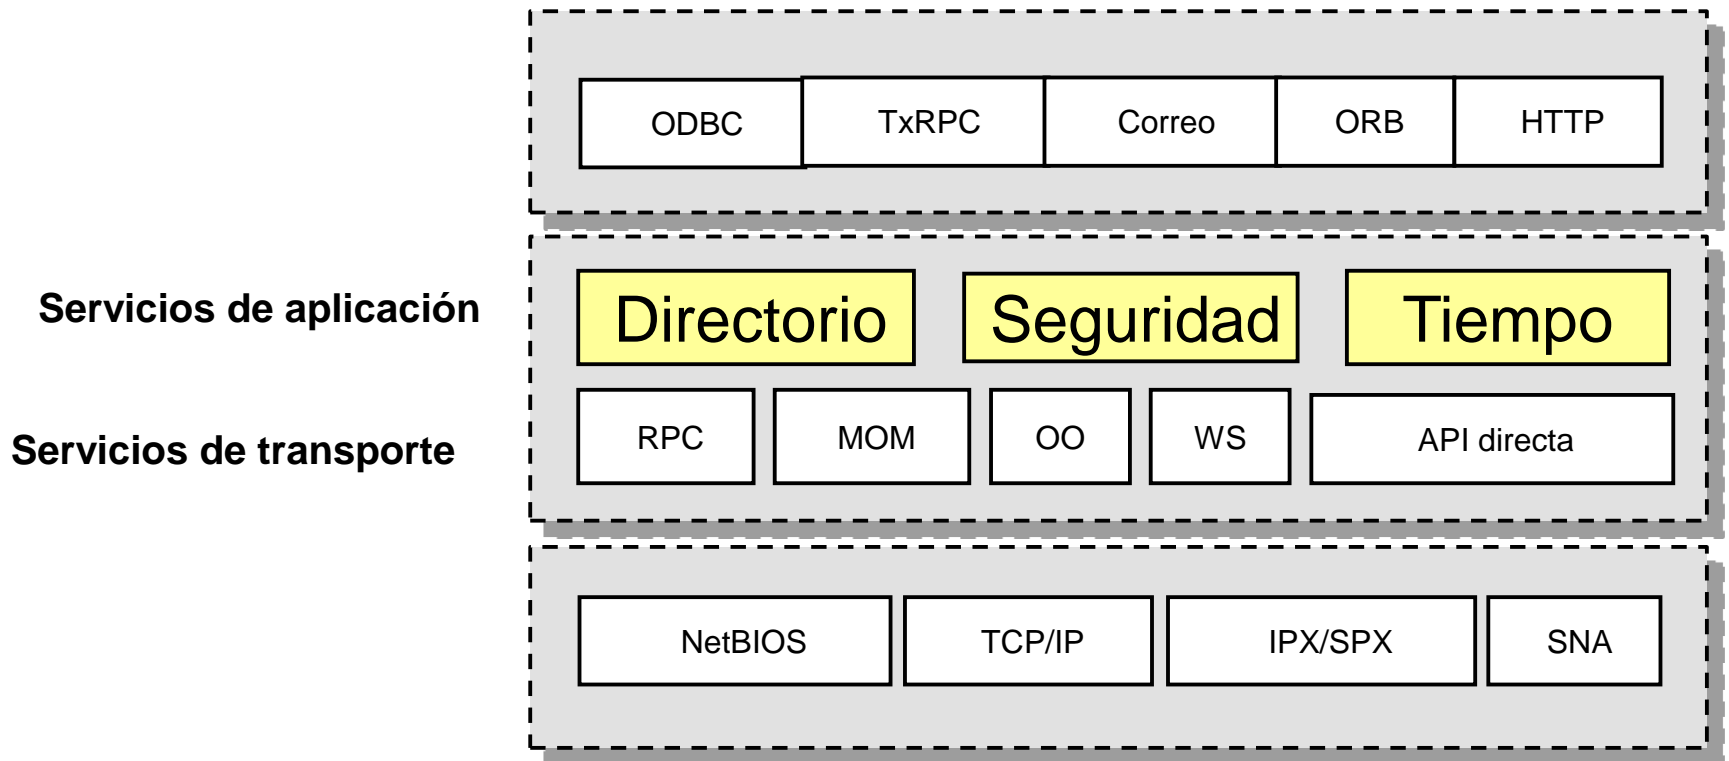 ODBC TxRPC Correo ORB HTTP
Servicios de aplicación
Directorio Seguridad Tiempo
Servicios de transporte
RPC MOM OO WS API directa
NetBIOS TCP/IP IPX/SPX SNA